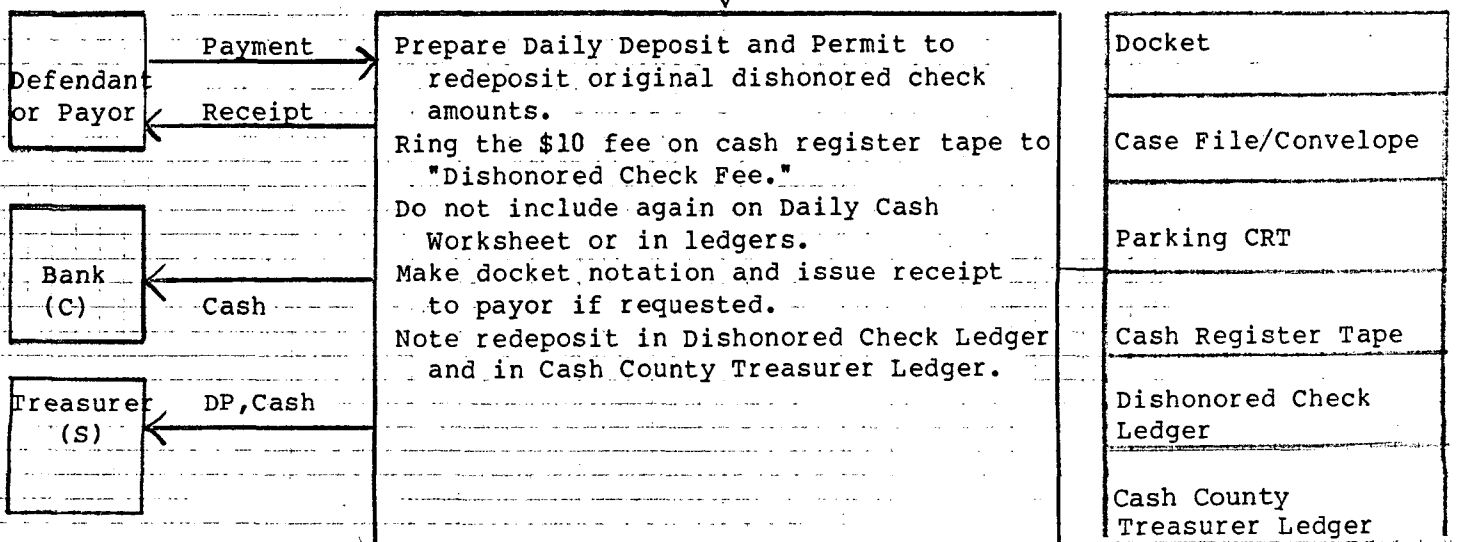 Defendant
or Payor
Payment
Receipt
Bank
(C)
Cash
Treasurer
(S)
DP,Cash
Prepare Daily Deposit and Permit to
redeposit original dishonored check
amounts.
Ring the $10 fee on cash register tape to
"Dishonored Check Fee."
Do not include again on Daily Cash
Worksheet or in ledgers.
Make docket notation and issue receipt
to payor if requested.
Note redeposit in Dishonored Check Ledger
and in Cash County Treasurer Ledger.
Docket
Case File/Convelope
Parking CRT
Cash Register Tape
Dishonored Check
Ledger
Cash County
Treasurer Ledger